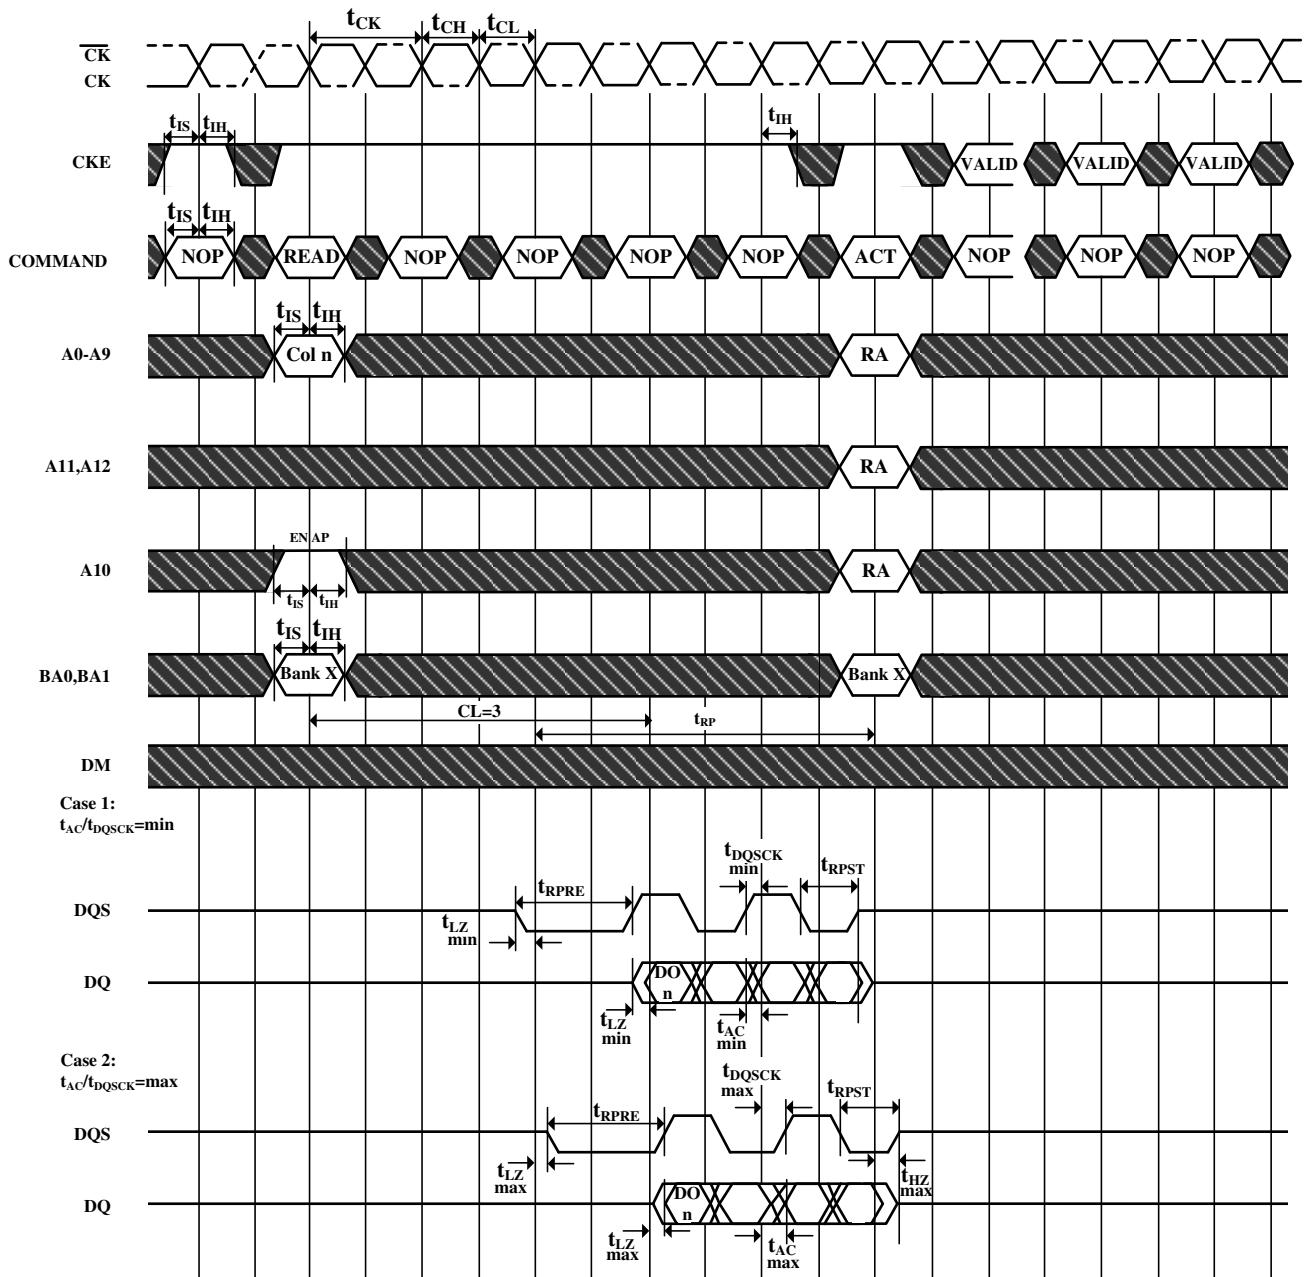 tCK tCH tCL
CK
CK
tIS tIH tIH
CKE VALID VALID VALID
tIS tIH
COMMAND NOP READ NOP NOP NOP NOP ACT NOP NOP NOP
tIS tIH
A0-A9 Col n RA
A11,A12 RA
EN AP
A10 RA
tIS tIH
tIS tIH
BA0,BA1 Bank X Bank X
CL=3 tRP
DM
Case 1:
tAC/tDQSCK=min
tDQSCK
min
tRPST
tRPRE
DQS
tLZ
min
DQ DO
n
tLZ
min
tAC
min
Case 2:
tAC/tDQSCK=max
tDQSCK
max
tRPST
tRPRE
DQS
tLZ
max
tHZ
max
DQ DO
n
tLZ
max
tAC
max